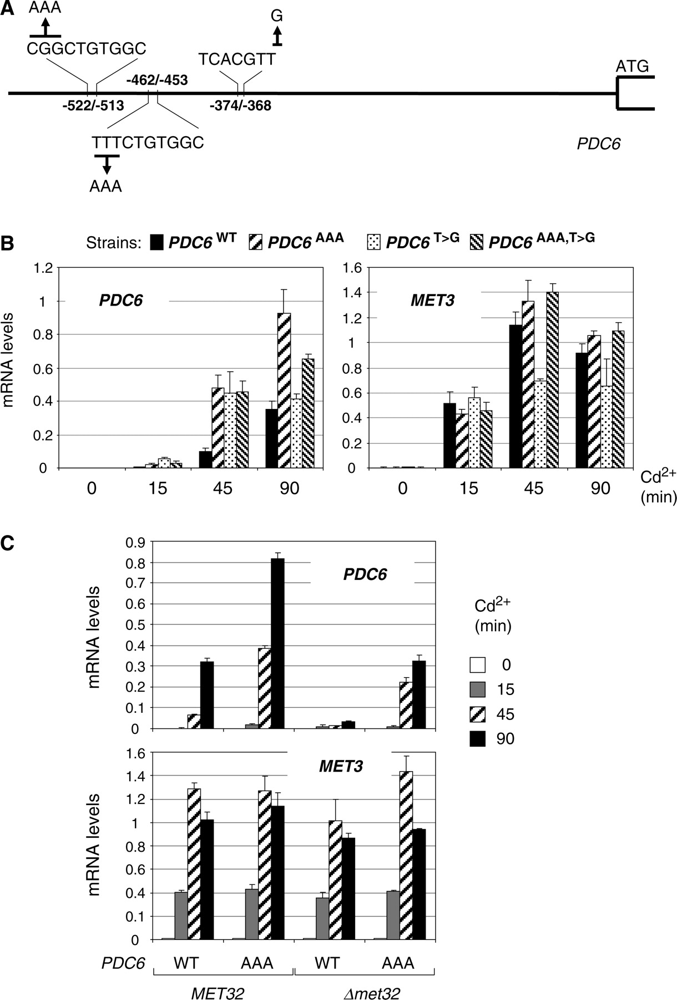 A
AAA
G
CGGCTGTGGC
TCACGTT
ATG
-462/-453
-522/-513
-374/-368
TTTCTGTGGC
PDC6
AAA
B
Strains: PDC6 WT PDC6 AAA PDC6 T>G PDC6 AAA,T>G
mRNA levels
1.2
1
0.8
0.6
0.4
0.2
0
PDC6
0 15 45 90
1.6
1.4
1.2
1
0.8
0.6
0.4
0.2
0
MET3
0 15 45 90
Cd2+
(min)
C
mRNA levels
0.9
0.8
0.7
0.6
0.5
0.4
0.3
0.2
0.1
0
PDC6
Cd2+
(min)
0
15
45
90
mRNA levels
1.6
1.4
1.2
1
0.8
0.6
0.4
0.1
0
MET3
PDC6 WT AAA WT AAA
MET32 Δmet32